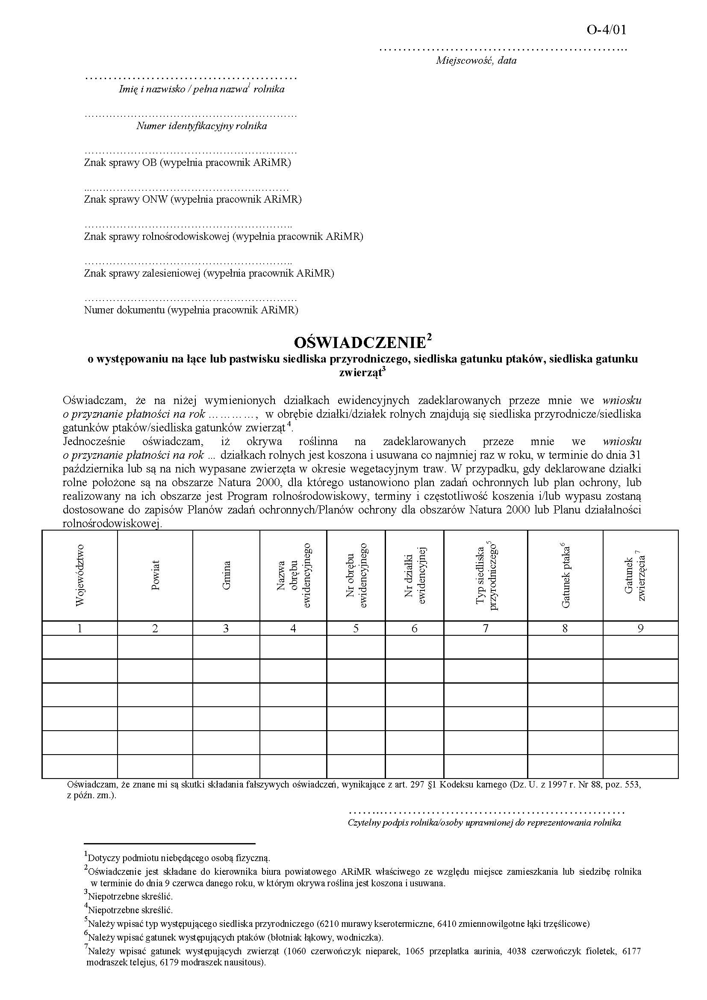 O-4/01
……………………………………………...
Miejscowość, data
………………………………………
Imię i nazwisko / pełna nazwa¹ rolnika
……………………………………………………
Numer identyfikacyjny rolnika
……………………………………………………
Znak sprawy OB (wypełnia pracownik ARiMR)
...……………………………………….………
Znak sprawy ONW (wypełnia pracownik ARiMR)
…………………………………………………..
Znak sprawy rolnośrodowiskowej (wypełnia pracownik ARiMR)
…………………………………………………..
Znak sprawy zalesieniowej (wypełnia pracownik ARiMR)
……………………………………………………
Numer dokumentu (wypełnia pracownik ARiMR)
OŚWIADCZENIE²
o występowaniu na łące lub pastwisku siedliska przyrodniczego, siedliska gatunku ptaków, siedliska gatunku
zwierząt³
Oświadczam, że na niżej wymienionych działkach ewidencyjnych zadeklarowanych przeze mnie we wniosku
o przyznanie płatności na rok …………, w obrębie działki/działek rolnych znajdują się siedliska przyrodnicze/siedliska
gatunków ptaków/siedliska gatunków zwierząt⁴.
Jednocześnie oświadczam, iż okrywa roślinna na zadeklarowanych przeze mnie we wniosku
o przyznanie płatności na rok ... działkach rolnych jest koszona i usuwana co najmniej raz w roku, w terminie do dnia 31
października lub są na nich wypasane zwierzęta w okresie wegetacyjnym traw. W przypadku, gdy deklarowane działki
rolne położone są na obszarze Natura 2000, dla którego ustanowiono plan zadań ochronnych lub plan ochrony, lub
realizowany na ich obszarze jest Program rolnośrodowiskowy, terminy i częstotliwość koszenia i/lub wypasu zostaną
dostosowane do zapisów Planów zadań ochronnych/Planów ochrony dla obszarów Natura 2000 lub Planu działalności
rolnośrodowiskowej.
Województwo
Powiat
Gmina
Nazwa
obrębu
ewidencyjnego
Nr obrębu
ewidencyjnego
Nr działki
ewidencyjnej
Typ siedliska
przyrodniczego⁵
Gatunek ptaka⁶
Gatunek
zwierzęcia⁷
1 2 3 4 5 6 7 8 9
Oświadczam, że znane mi są skutki składania fałszywych oświadczeń, wynikające z art. 297 §1 Kodeksu karnego (Dz. U. z 1997 r. Nr 88, poz. 553,
z późn. zm.).
……..……………………………………………
Czytelny podpis rolnika/osoby uprawnionej do reprezentowania rolnika
¹Dotyczy podmiotu niebędącego osobą fizyczną.
²Oświadczenie jest składane do kierownika biura powiatowego ARiMR właściwego ze względu miejsce zamieszkania lub siedzibę rolnika
w terminie do dnia 9 czerwca danego roku, w którym okrywa roślina jest koszona i usuwana.
³Niepotrzebne skreślić.
⁴Niepotrzebne skreślić.
⁵Należy wpisać typ występującego siedliska przyrodniczego (6210 murawy kserotermiczne, 6410 zmiennowilgotne łąki trzęślicowe)
⁶Należy wpisać gatunek występujących ptaków (błotniak łąkowy, wodniczka).
⁷Należy wpisać gatunek występujących zwierząt (1060 czerwończyk nieparek, 1065 przeplatka aurinia, 4038 czerwończyk fioletek, 6177
modraszek telejus, 6179 modraszek nausitous).